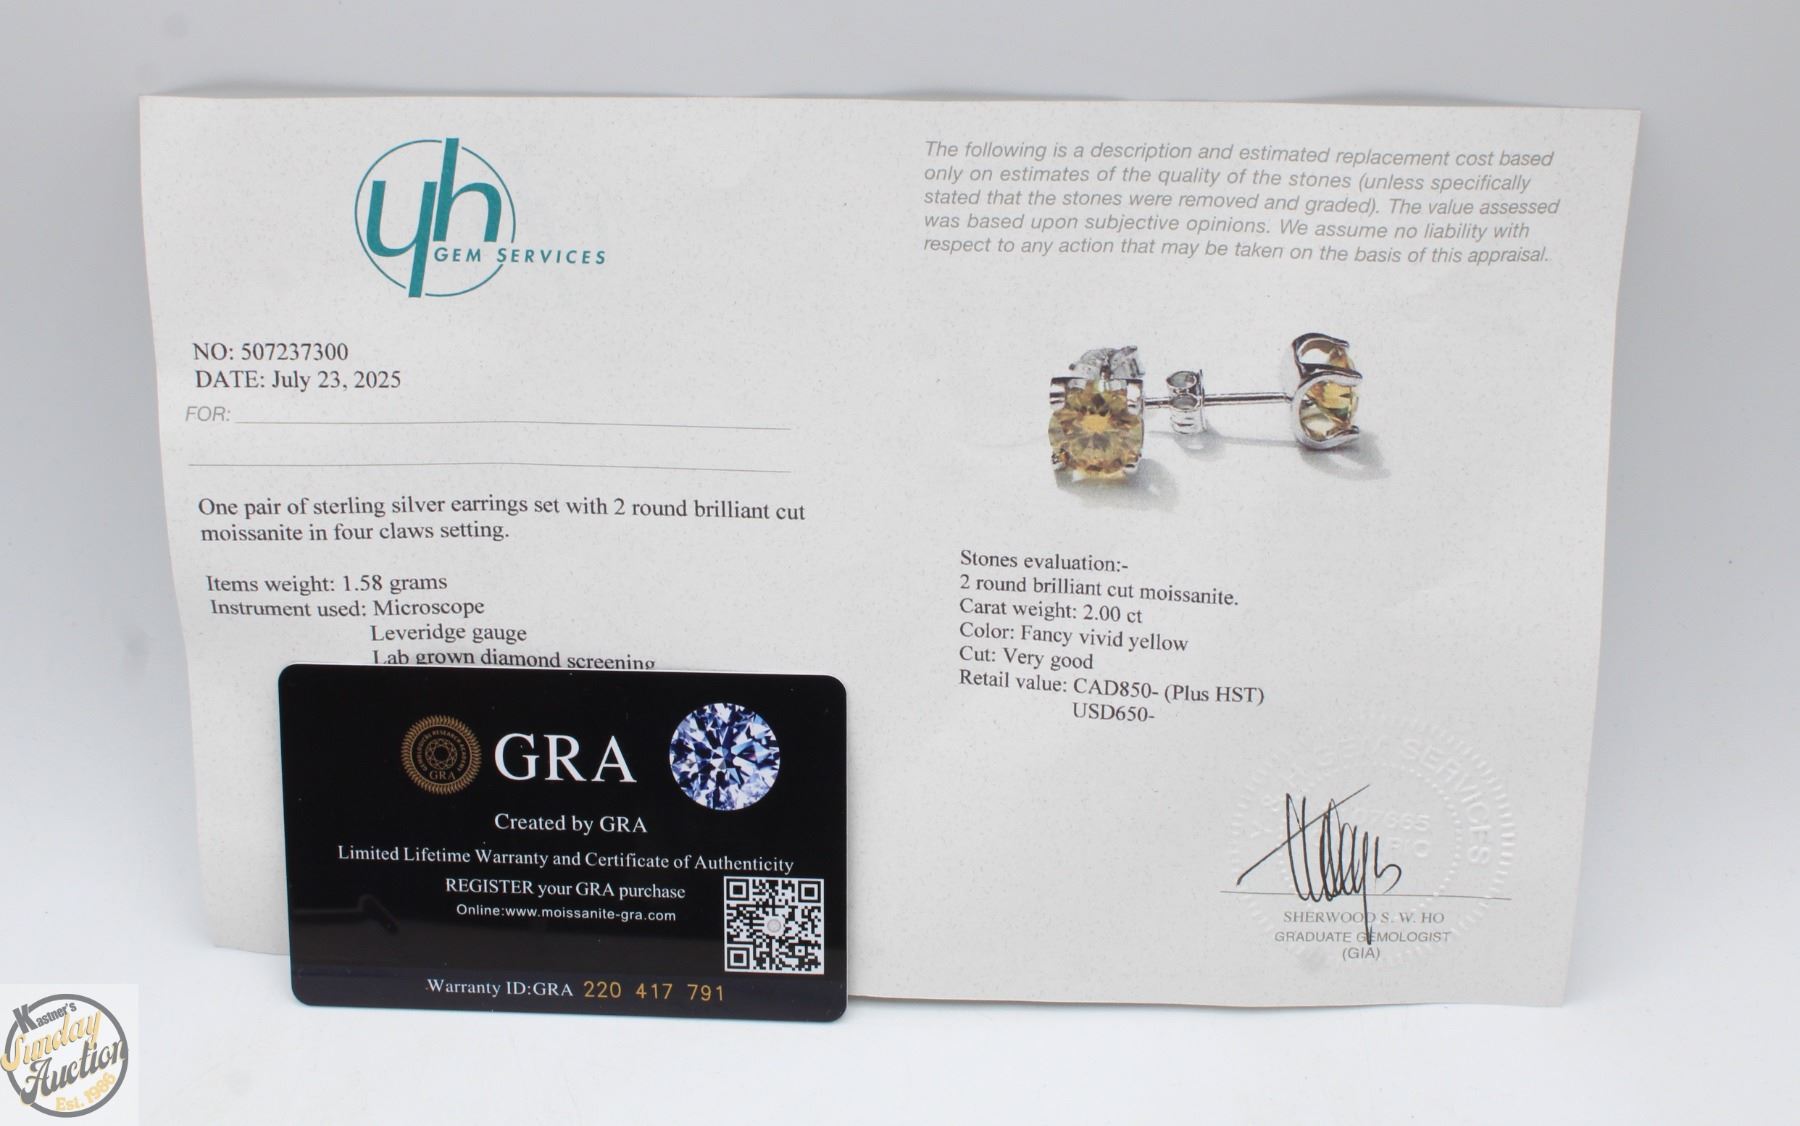 yh
GEM SERVICES
NO: 507237300
DATE: July 23, 2025
FOR:
One pair of sterling silver earrings set with 2 round brilliant cut
moissanite in four claws setting.
Items weight: 1.58 grams
Instrument used: Microscope
Leveridge gauge
Lab grown diamond screening
The following is a description and estimated replacement cost based
only on estimates of the quality of the stones (unless specifically
stated that the stones were removed and graded). The value assessed
was based upon subjective opinions. We assume no liability with
respect to any action that may be taken on the basis of this appraisal.
Stones evaluation:-
2 round brilliant cut moissanite.
Carat weight: 2.00 ct
Color: Fancy vivid yellow
Cut: Very good
Retail value: CAD850- (Plus HST)
USD650-
SERVICES
SHERWOOD S. W. HO
GRADUATE GEMOLOGIST
(GIA)
GRA
GRA
Created by GRA
Limited Lifetime Warranty and Certificate of Authenticity
REGISTER your GRA purchase
Online:www.moissanite-gra.com
Warranty ID:GRA 220 417 791
Kastner's
Sunday
Auction
Est. 1986